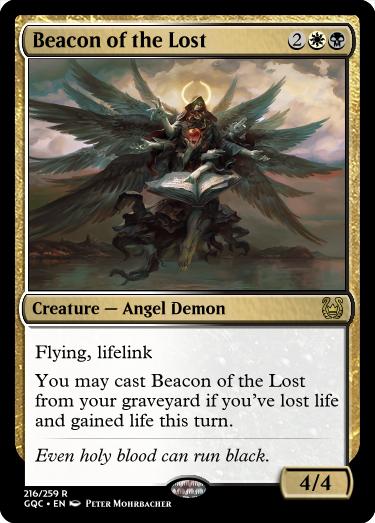 Beacon of the Lost 2
Creature — Angel Demon
Flying, lifelink
You may cast Beacon of the Lost
from your graveyard if you've lost life
and gained life this turn.
Even holy blood can run black.
4/4
216/259 R
GQC • EN Peter Mohrbacher